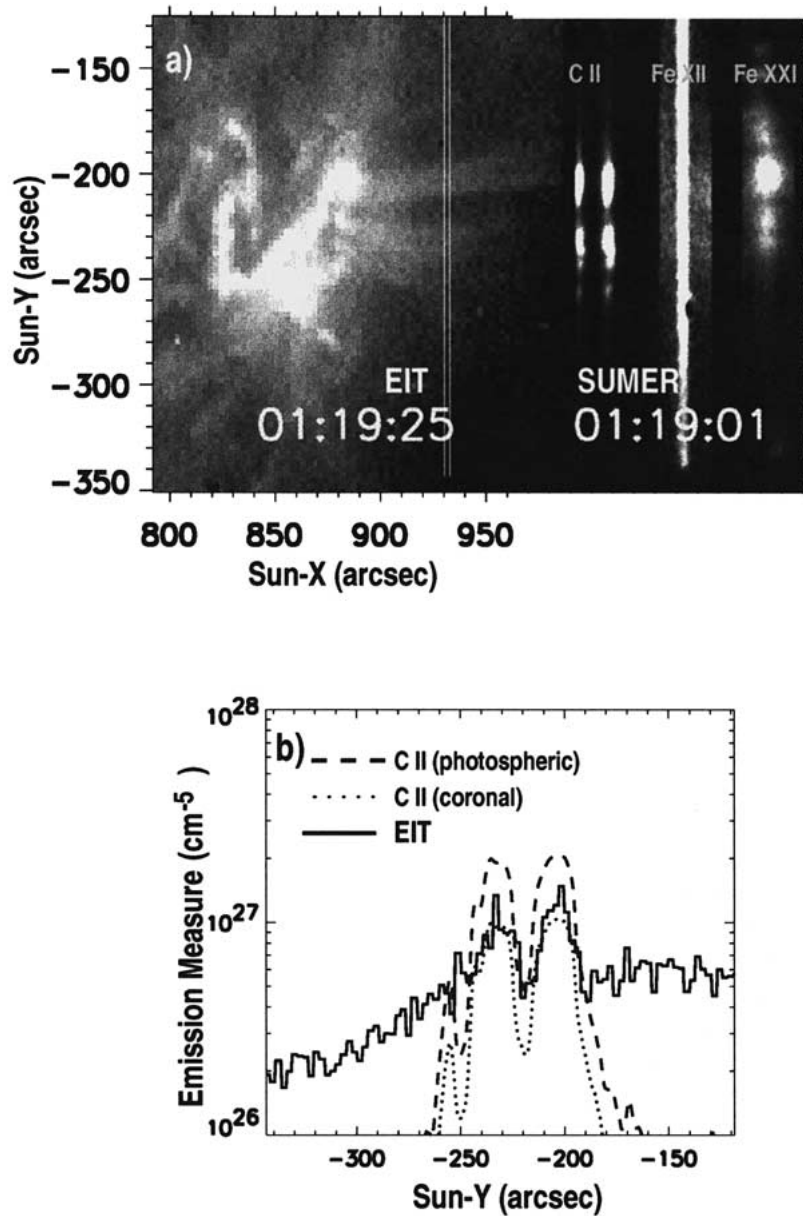 a)
C II
Fe XII
Fe XXI
−150
−200
−250
−300
−350
Sun-Y (arcsec)
EIT
01:19:25
SUMER
01:19:01
800
850
900
950
Sun-X (arcsec)
b)
C II (photospheric)
C II (coronal)
EIT
10^28
10^27
10^26
Emission Measure (cm^-5)
-300
-250
-200
-150
Sun-Y (arcsec)